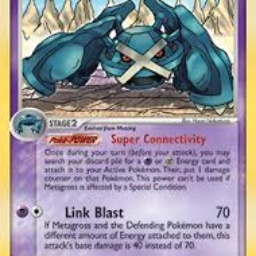 STAGE 2
Evolves from Metang
Poké-POWER Super Connectivity
Once during your turn (before your attack), you may
search your discard pile for a or Energy card and
attach it to your Active Pokémon. Then, put 1 damage
counter on that Pokémon. This power can't be used if
Metagross is affected by a Special Condition.
Link Blast 70
If Metagross and the Defending Pokémon have a
different amount of Energy attached to them, this
attack's base damage is 40 instead of 70.